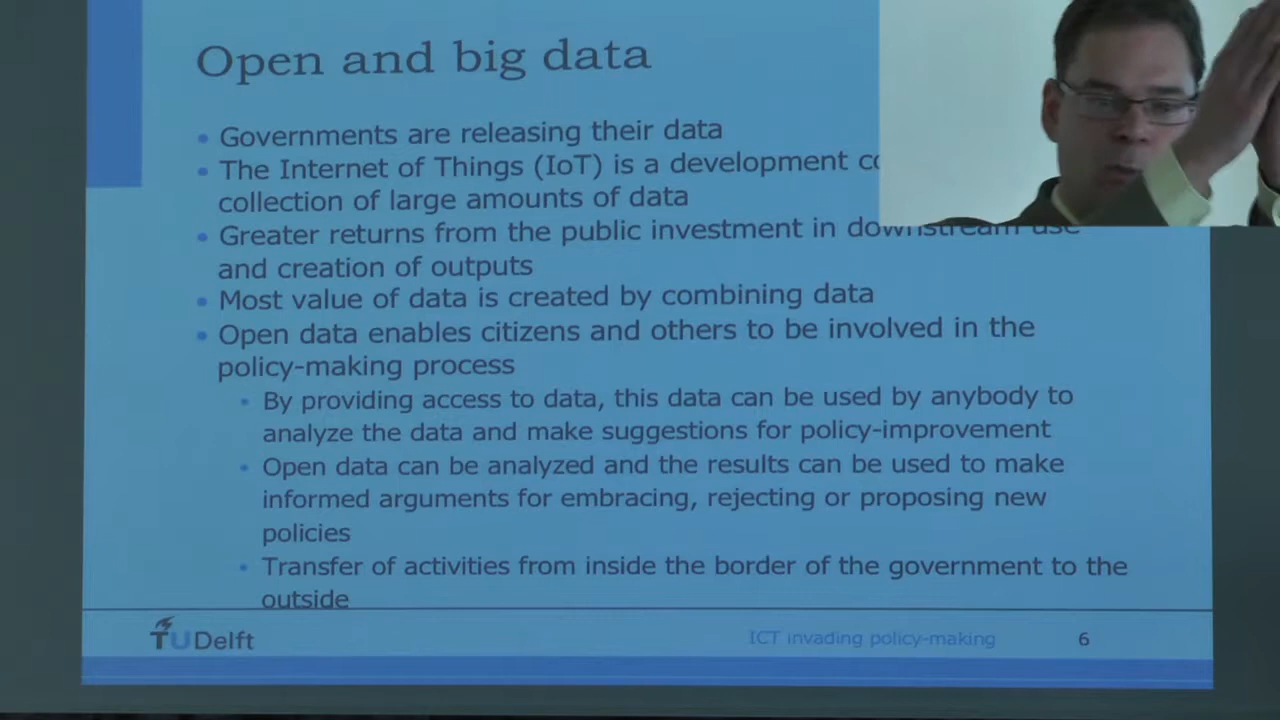 Open and big data
• Governments are releasing their data
• The Internet of Things (IoT) is a development
collection of large amounts of data
• Greater returns from the public investment in downstream use
and creation of outputs
• Most value of data is created by combining data
• Open data enables citizens and others to be involved in the
policy-making process
• By providing access to data, this data can be used by anybody to
analyze the data and make suggestions for policy-improvement
• Open data can be analyzed and the results can be used to make
informed arguments for embracing, rejecting or proposing new
policies
• Transfer of activities from inside the border of the government to the
outside
TUDelft
ICT invading policy-making
6